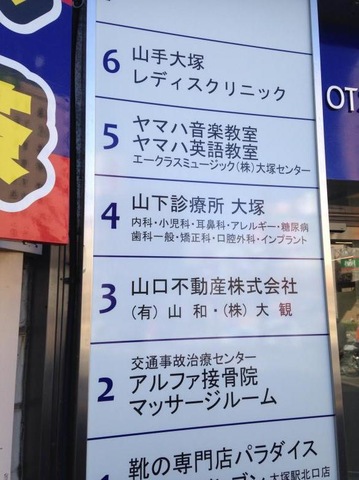 OT
6 山手大塚
レディスクリニック
5 ヤマハ音楽教室
ヤマハ英語教室
エークラスミュージック(株)大塚センター
4 山下診療所 大塚
内科・小児科・耳鼻科・アレルギー・糖尿病
歯科一般・矯正科・口腔外科・インプラント
3 山口不動産株式会社
(有) 山 和・(株) 大 観
2 交通事故治療センター
アルファ接骨院
マッサージルーム
靴の専門店パラダイス
大塚駅北口店